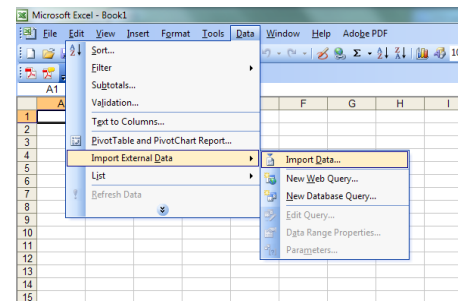 Microsoft Excel - Book1
File Edit View Insert Format Tools Data Window Help Adobe PDF
Sort...
Filter
Subtotals...
Validation...
Text to Columns...
PivotTable and PivotChart Report...
Import External Data
List
Refresh Data
Import Data...
New Web Query...
New Database Query...
Edit Query...
Data Range Properties...
Parameters...
A1
A F G H I
1
2
3
4
5
6
7
8
9
10
11
12
13
14
15